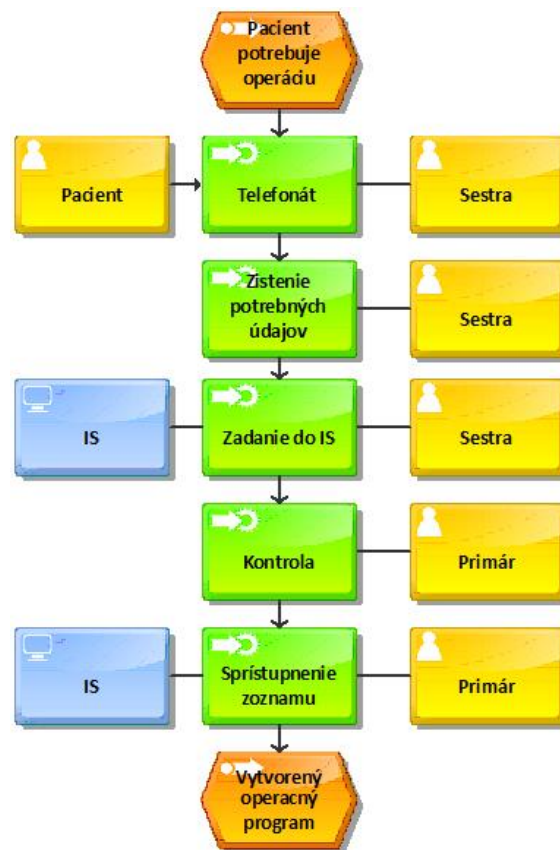 Pacient
potrebuje
operáciu
Pacient
Telefonát
Sestra
Zistenie
potrebných
údajov
Sestra
IS
Zadanie do IS
Sestra
Kontrola
Primár
IS
Sprístupnenie
zoznamu
Primár
Vytvorený
operacný
program